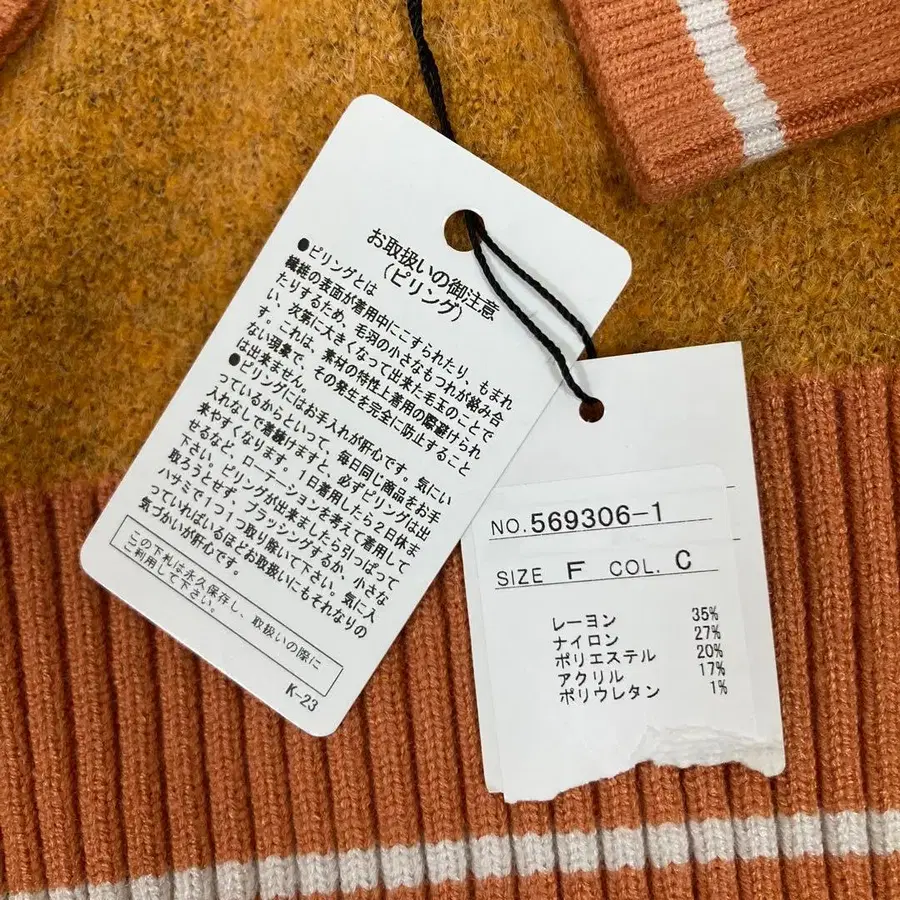 お取扱いの御注意
(ピリング)
●ピリングとは
繊維の表面が着用中にこすられたり、もまれ
たりするため、毛羽の小さなもつれが絡み合
い、次第に大きくなって出来た毛玉のことで
す。これは、素材の特性上着用の際避けられ
ない現象で、その発生を完全に防止すること
は出来ません。
●ピリングにはお手入れが肝心です。気にい
っているからといって、毎日同じ商品をお手
入れなしで着続けますと、必ずピリングは出
来やすくなります。1日着用したら2日休ま
せるなど、ローテーションを考えて着用して
下さい。ピリングが出来ましたら引っぱって
取ろうとせず、ブラッシングするか、小さな
ハサミで1つ1つ取り除いて下さい。気に入
っていればいるほどお取扱いにもそれなりの
気づかいが肝心です。
この下札は永久保存し、取扱いの際に
ご利用して下さい。
K-23
NO.569306-1
SIZE F COL. C
レーヨン 35%
ナイロン 27%
ポリエステル 20%
アクリル 17%
ポリウレタン 1%